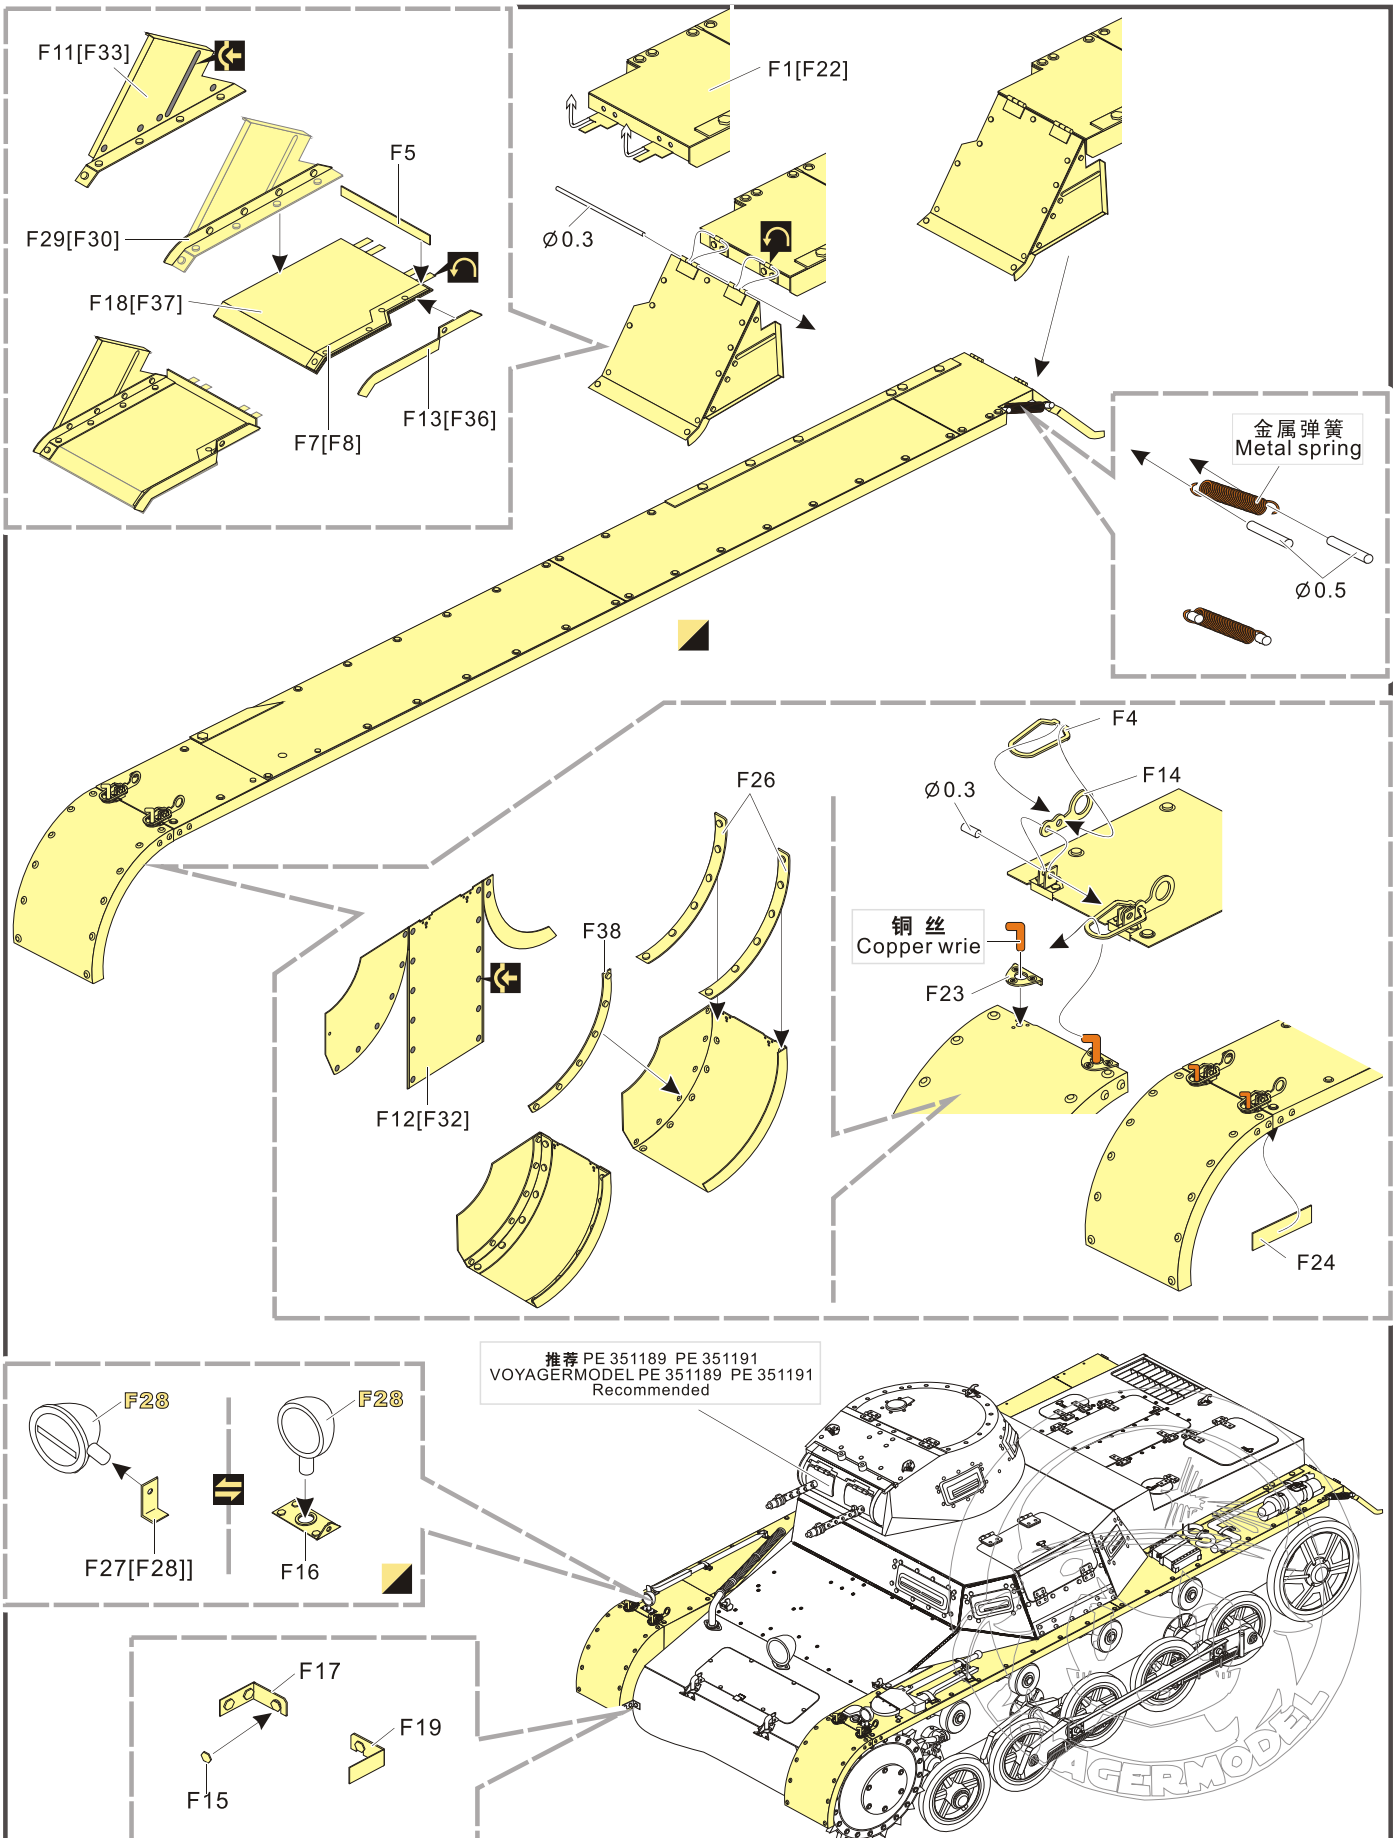 F11[F33]
F1[F22]
F5
F29[F30]
Ø0.3
F18[F37]
F13[F36]
F7[F8]
金属弹簧
Metal spring
Ø0.5
F4
F26
F14
Ø0.3
F38
铜 丝
Copper wrie
F23
F12[F32]
F24
推荐 PE 351189 PE 351191
VOYAGERMODEL PE 351189 PE 351191
Recommended
F28
F28
F27[F28]]
F16
F17
F19
F15
AGERMODEL